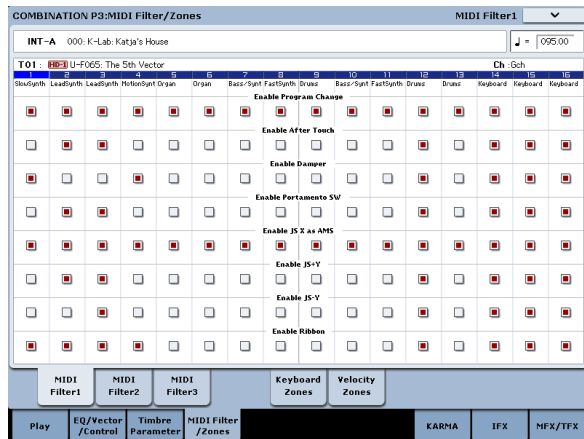 COMBINATION P3:MIDI Filter/Zones MIDI Filter1
INT-A 000: K-Lab: Katja's House ♩ = 095.00
T01 : HD-1 U-F065: The 5th Vector Ch :Gch
1 2 3 4 5 6 7 8 9 10 11 12 13 14 15 16
SlowSynth LeadSynth LeadSynth MotionSynt Organ Organ Bass/Synt FastSynth Drums Bass/Synt FastSynth Drums Drums Keyboard Keyboard Keyboard
Enable Program Change
Enable After Touch
Enable Damper
Enable Portamento SW
Enable JS X as AMS
Enable JS+Y
Enable JS-Y
Enable Ribbon
MIDI Filter1 MIDI Filter2 MIDI Filter3 Keyboard Zones Velocity Zones
Play EQ/Vector /Control Timbre Parameter MIDI Filter /Zones KARMA IFX MFX/TFX